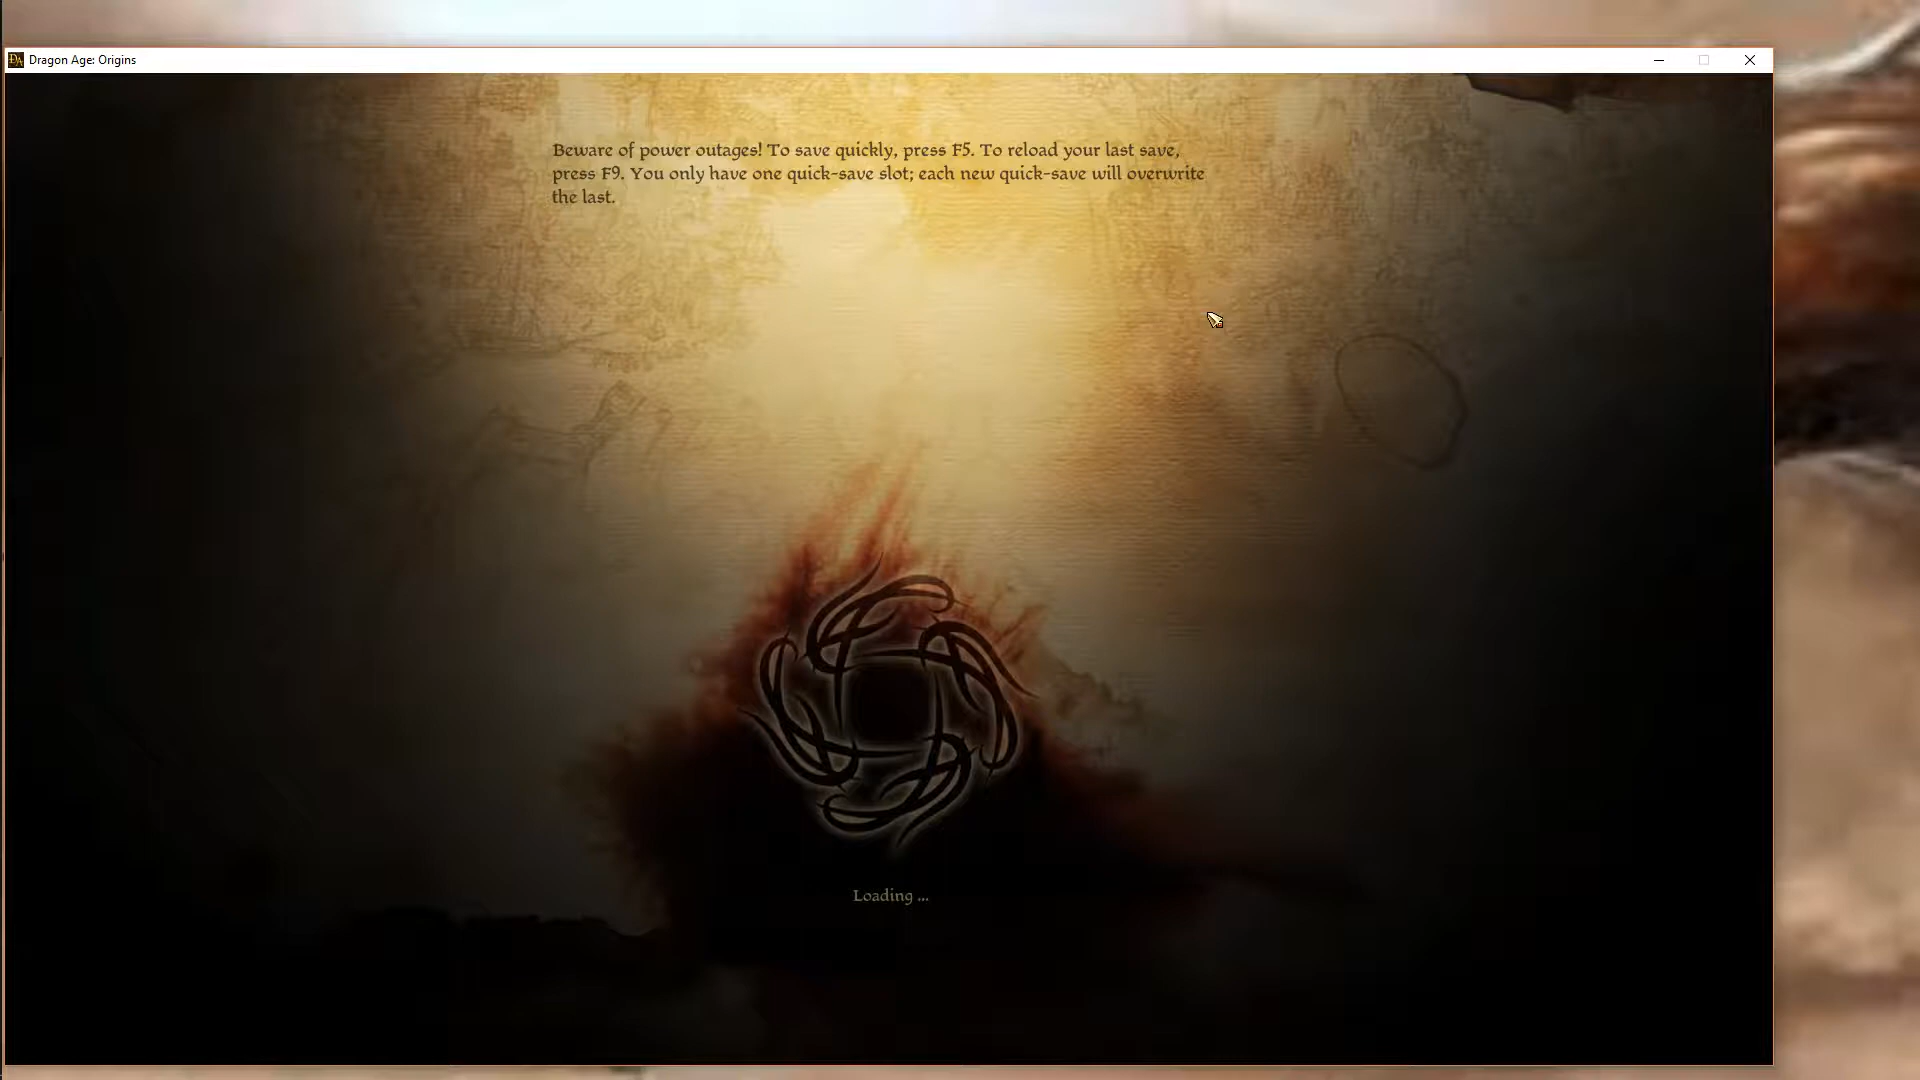 Dragon Age: Origins
Beware of power outages! To save quickly, press F5. To reload your last save,
press F9. You only have one quick-save slot; each new quick-save will overwrite
the last.
Loading ...